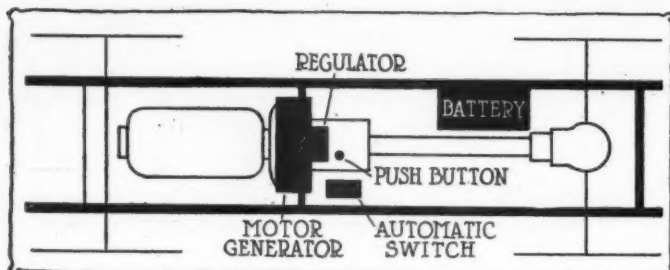 REGULATOR
BATTERY
PUSH BUTTON
MOTOR
GENERATOR
AUTOMATIC
SWITCH